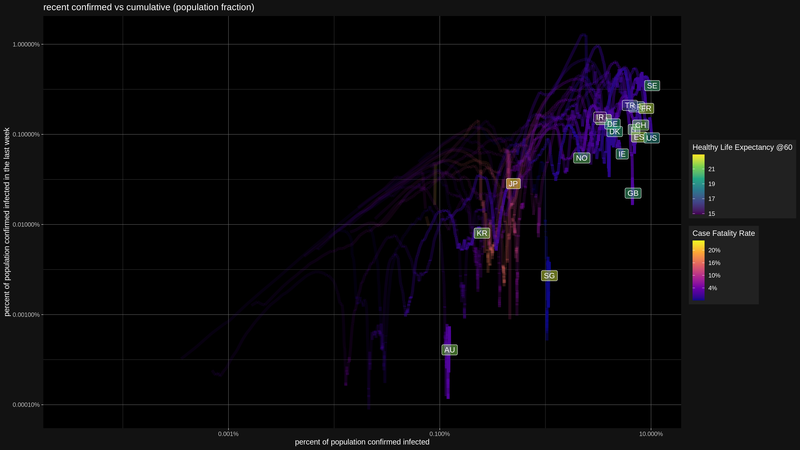 recent confirmed vs cumulative (population fraction)
percent of population confirmed infected in the last week
1.00000%
0.10000%
0.01000%
0.00100%
0.00010%
SE
TR
IR
DE
DK
CH
ES
US
NO
IE
GB
JP
KR
SG
AU
0.001%
0.100%
10.000%
percent of population confirmed infected
Healthy Life Expectancy @60
21
19
17
15
Case Fatality Rate
20%
16%
10%
4%